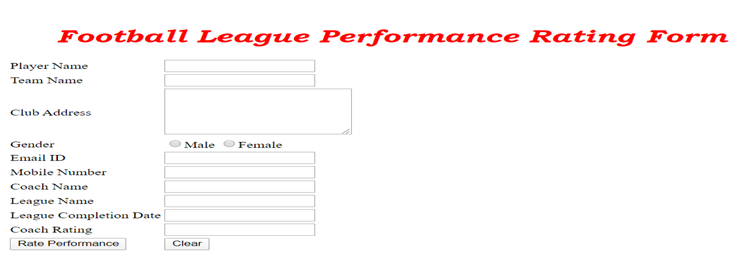 Football League Performance Rating Form
Player Name
Team Name
Club Address
Gender Male Female
Email ID
Mobile Number
Coach Name
League Name
League Completion Date
Coach Rating
Rate Performance Clear